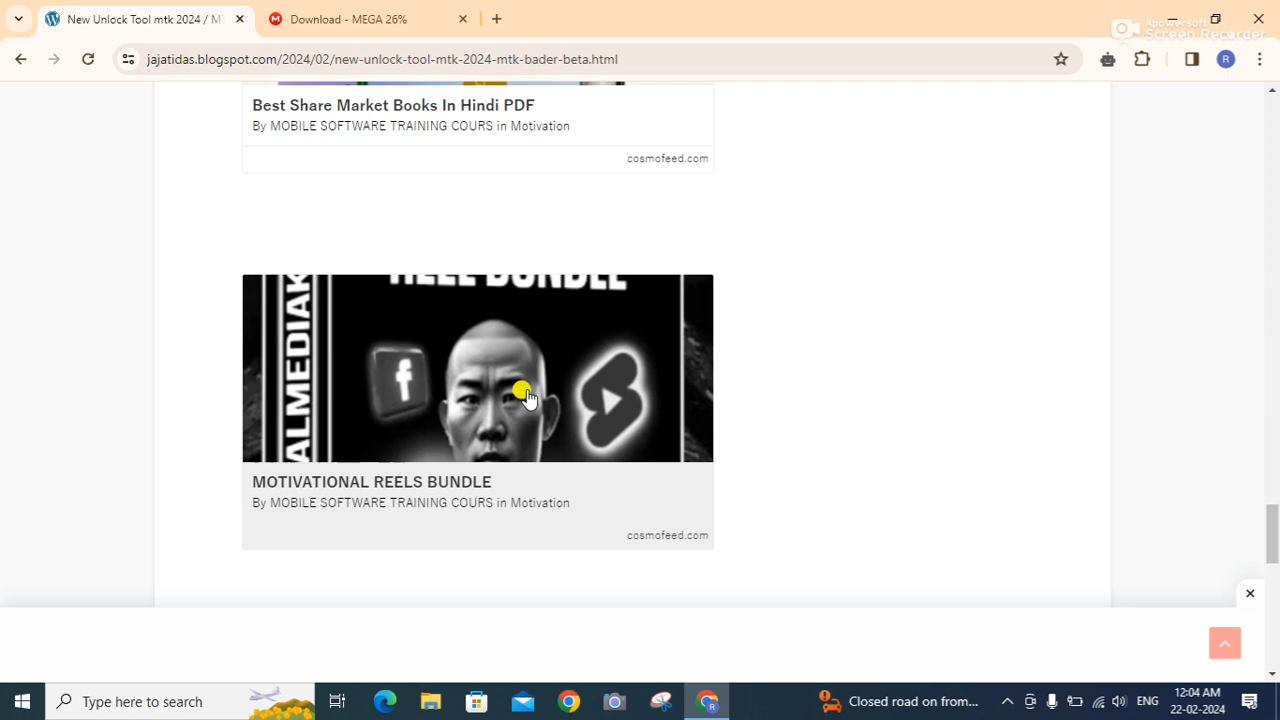 New Unlock Tool mtk 2024 / M
Download - MEGA 26%
Apowersoft
Screen Recorder
jajatidas.blogspot.com/2024/02/new-unlock-tool-mtk-2024-mtk-bader-beta.html
R
Best Share Market Books In Hindi PDF
By MOBILE SOFTWARE TRAINING COURS in Motivation
cosmofeed.com
REEL BUNDLE
ALMEDIAK
f
MOTIVATIONAL REELS BUNDLE
By MOBILE SOFTWARE TRAINING COURS in Motivation
cosmofeed.com
Type here to search
R
Closed road on from...
ENG
12:04 AM
22-02-2024